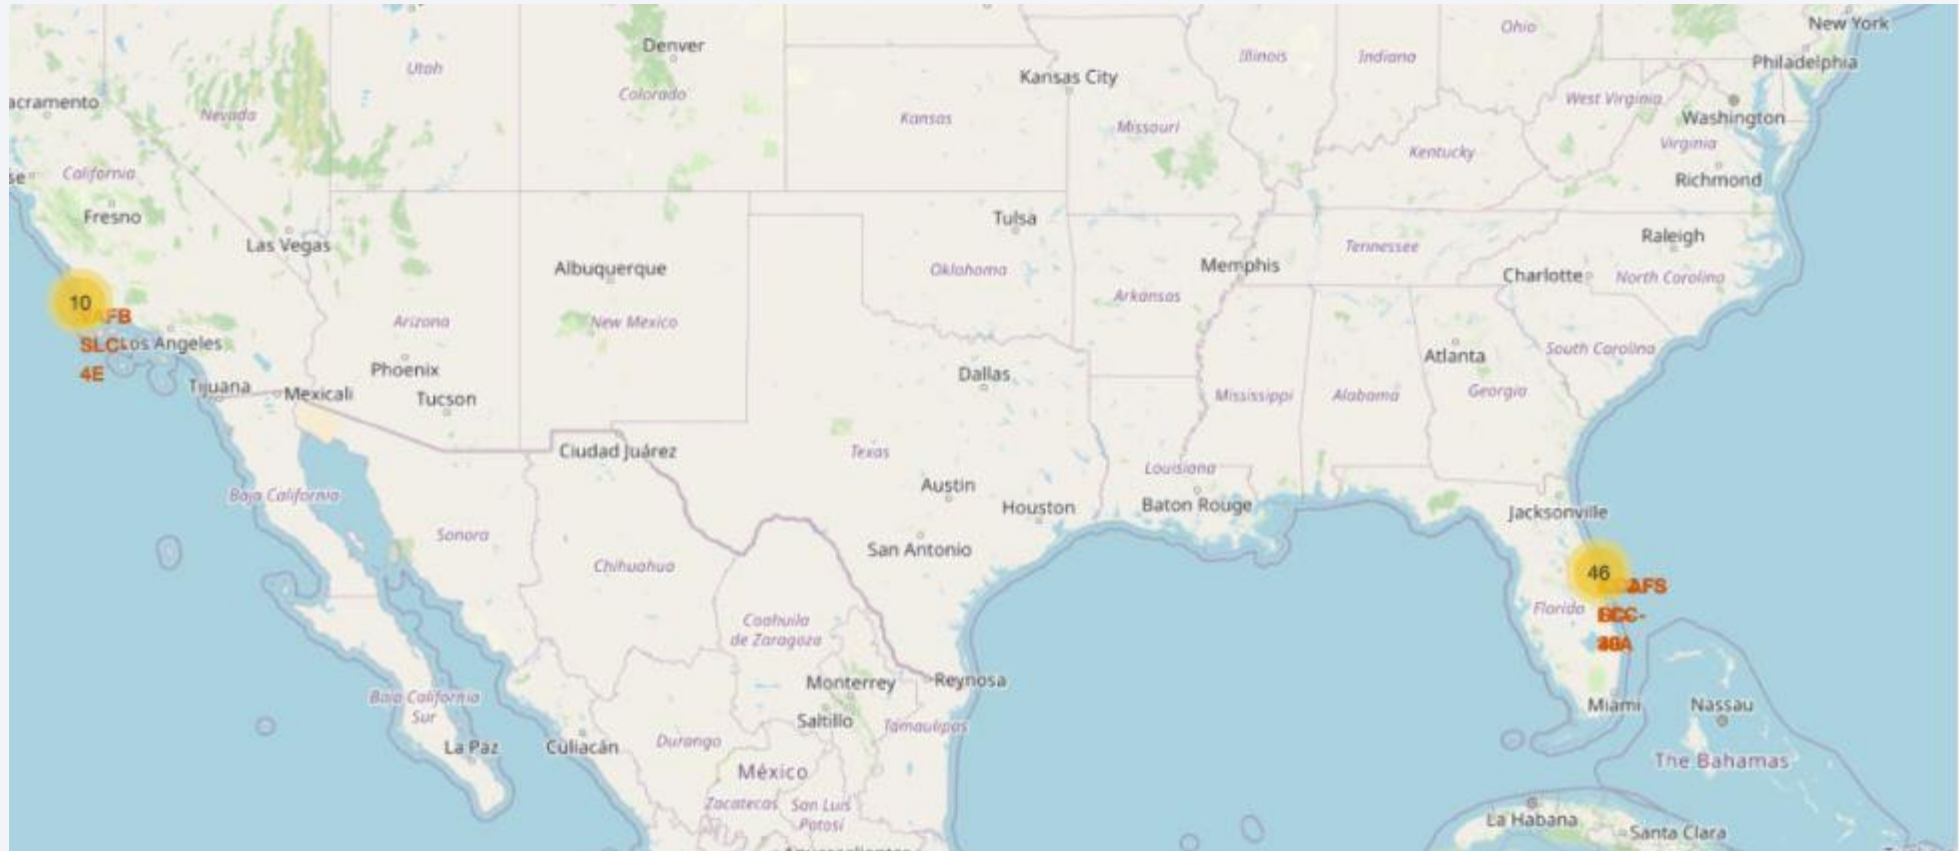 New York
Ohio
Denver
Illinois
Indiana
Philadelphia
Utah
Kansas City
Colorado
West Virginia
acramento
Nevada
Kansas
Washington
Missouri
Virginia
Kentucky
California
se
Richmond
Fresno
Tulsa
Las Vegas
Raleigh
Tennessee
Albuquerque
Oklahoma
Memphis
Charlotte
North Carolina
10
Arkansas
AFB
Arizona
New Mexico
SLC-
Los Angeles
South Carolina
Atlanta
4E
Phoenix
Dallas
Tijuana
Mexicali
Tucson
Mississippi
Alabama
Georgia
Ciudad Juárez
Texas
Louisiana
Austin
Baja California
Houston
Baton Rouge
Jacksonville
Sonora
San Antonio
Chihuahua
46
AFS
Florida
Coahuila
de Zaragoza
Monterrey
Reynosa
Baja California
Sur
Saltillo
Tamaulipas
Miami
Nassau
La Paz
Culiacán
Durango
The Bahamas
México
Zacatecas
San Luis
Potosí
La Habana
Santa Clara